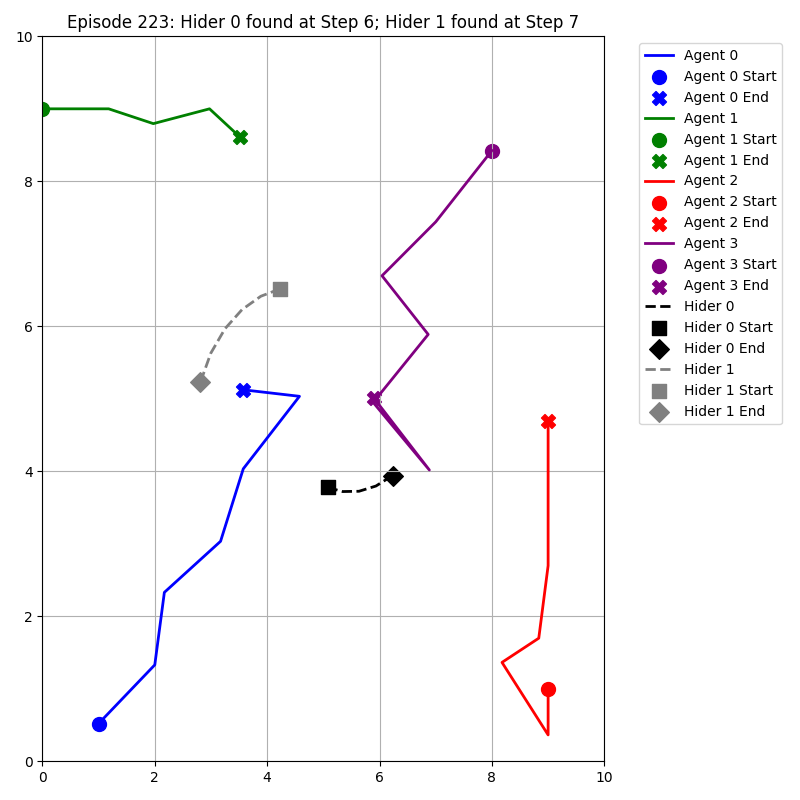 Episode 223: Hider 0 found at Step 6; Hider 1 found at Step 7
10
8
6
4
2
0
0 2 4 6 8 10
Agent 0
Agent 0 Start
Agent 0 End
Agent 1
Agent 1 Start
Agent 1 End
Agent 2
Agent 2 Start
Agent 2 End
Agent 3
Agent 3 Start
Agent 3 End
Hider 0
Hider 0 Start
Hider 0 End
Hider 1
Hider 1 Start
Hider 1 End